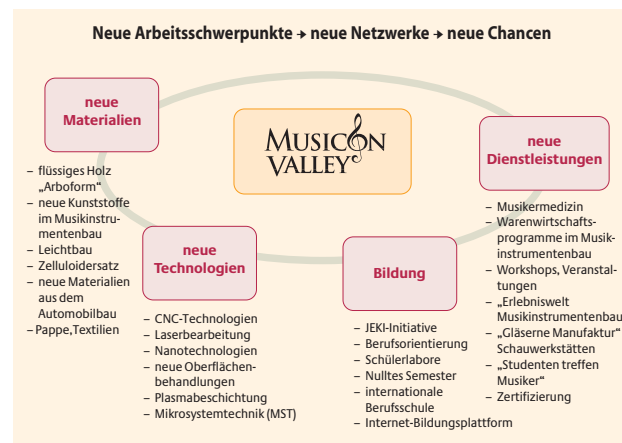 Neue Arbeitsschwerpunkte → neue Netzwerke → neue Chancen
neue
Materialien
– flüssiges Holz
„Arboform“
– neue Kunststoffe
im Musikinstru-
mentenbau
– Leichtbau
– Zelluloidersatz
– neue Materialien
aus dem
Automobilbau
– Pappe,Textilien
neue
Technologien
– CNC-Technologien
– Laserbearbeitung
– Nanotechnologien
– neue Oberflächen-
behandlungen
– Plasmabeschichtung
– Mikrosystemtechnik (MST)
MUSICON
VALLEY
Bildung
– JEKI-Initiative
– Berufsorientierung
– Schülerlabore
– Nulltes Semester
– internationale
Berufsschule
– Internet-Bildungsplattform
neue
Dienstleistungen
– Musikermedizin
– Warenwirtschafts-
programme im Musik-
instrumentenbau
– Workshops, Veranstal-
tungen
– „Erlebniswelt
Musikinstrumentenbau
– „Gläserne Manufaktur“
Schauwerkstätten
– „Studenten treffen
Musiker“
– Zertifizierung